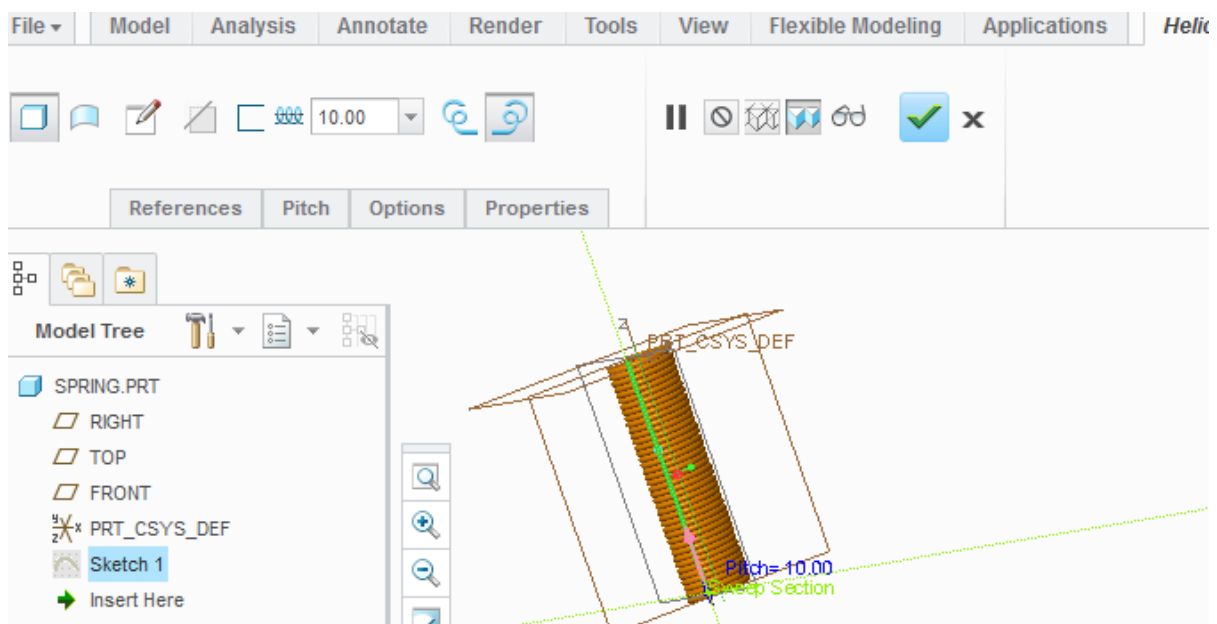 File Model Analysis Annotate Render Tools View Flexible Modeling Applications Helic
10.00
References Pitch Options Properties
Model Tree
SPRING.PRT
RIGHT
TOP
FRONT
PRT_CSYS_DEF
Sketch 1
Insert Here
z
PRT_CSYS_DEF
Pitch= 10.00
Sweep Section